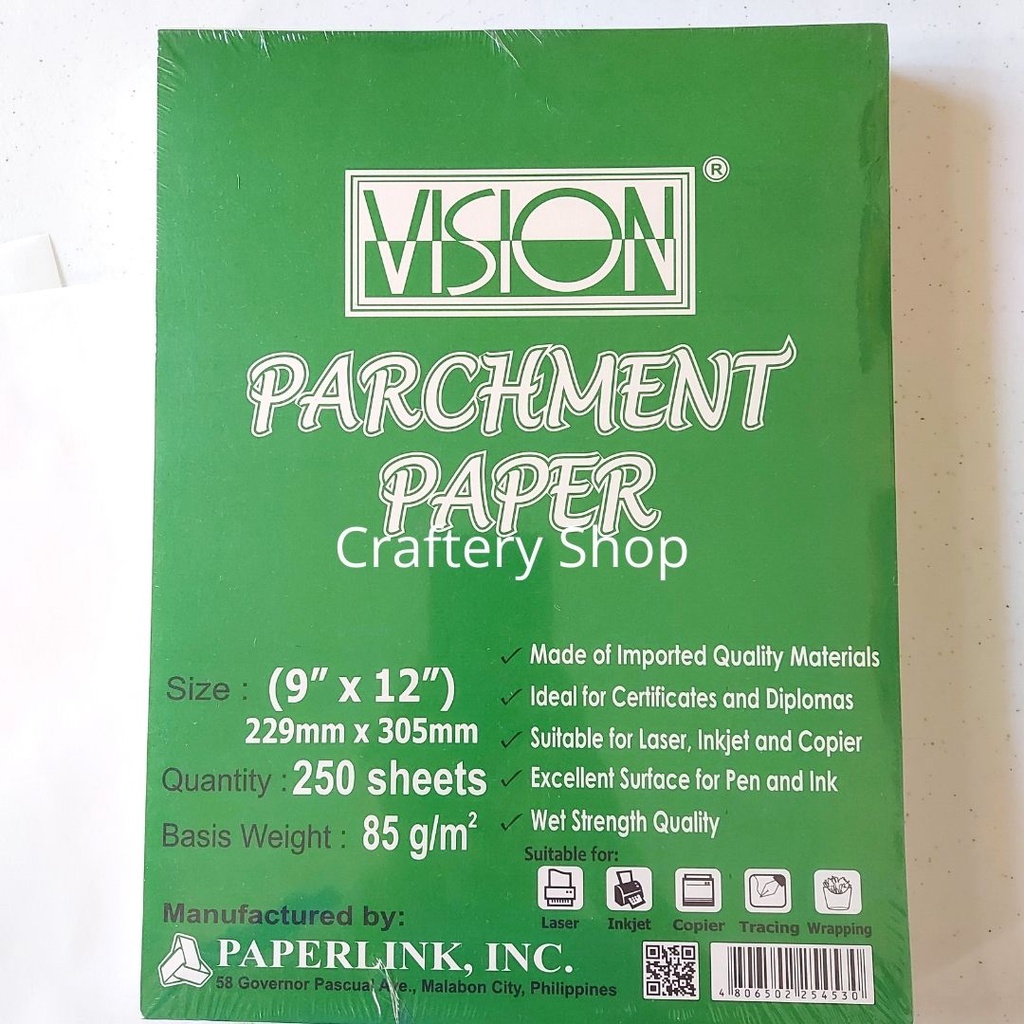 VISION ®
PARCHMENT
PAPER
Craftery Shop
Size : (9" x 12")
229mm x 305mm
Quantity : 250 sheets
Basis Weight : 85 g/m²
✓ Made of Imported Quality Materials
✓ Ideal for Certificates and Diplomas
✓ Suitable for Laser, Inkjet and Copier
✓ Excellent Surface for Pen and Ink
✓ Wet Strength Quality
Suitable for:
Laser Inkjet Copier Tracing Wrapping
Manufactured by:
PAPERLINK, INC.
58 Governor Pascual Ave., Malabon City, Philippines
4 806502 254530